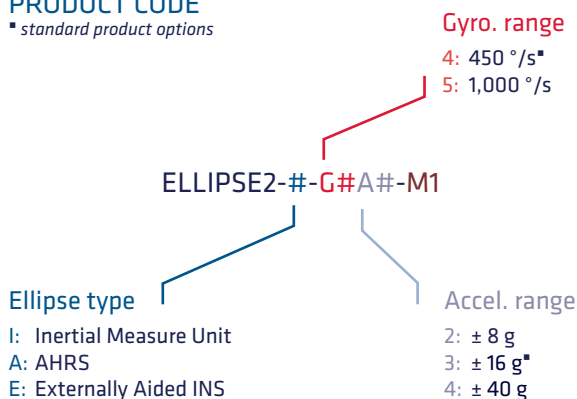 PRODUCT CODE
▪ standard product options
Gyro. range
4: 450 °/s▪
5: 1,000 °/s
ELLIPSE2-#-G#A#-M1
Ellipse type
I: Inertial Measure Unit
A: AHRS
E: Externally Aided INS
Accel. range
2: ± 8 g
3: ± 16 g▪
4: ± 40 g